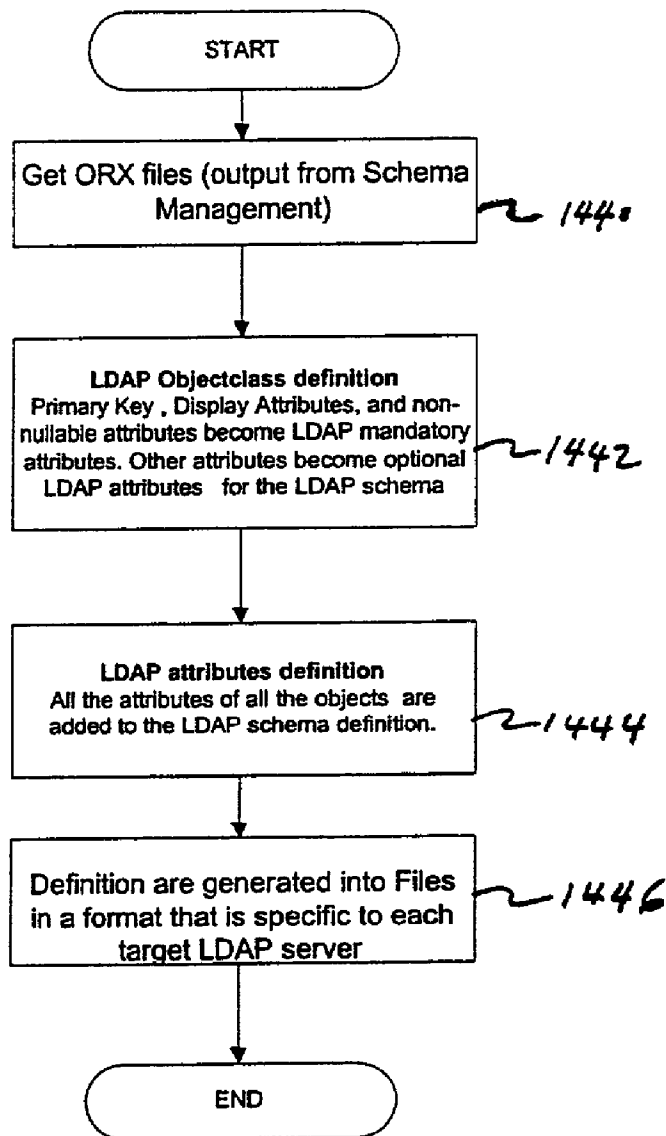 START
Get ORX files (output from Schema
Management)
1440
LDAP Objectclass definition
Primary Key , Display Attributes, and non-
nullable attributes become LDAP mandatory
attributes. Other attributes become optional
LDAP attributes for the LDAP schema
1442
LDAP attributes definition
All the attributes of all the objects are
added to the LDAP schema definition.
1444
Definition are generated into Files
in a format that is specific to each
target LDAP server
1446
END